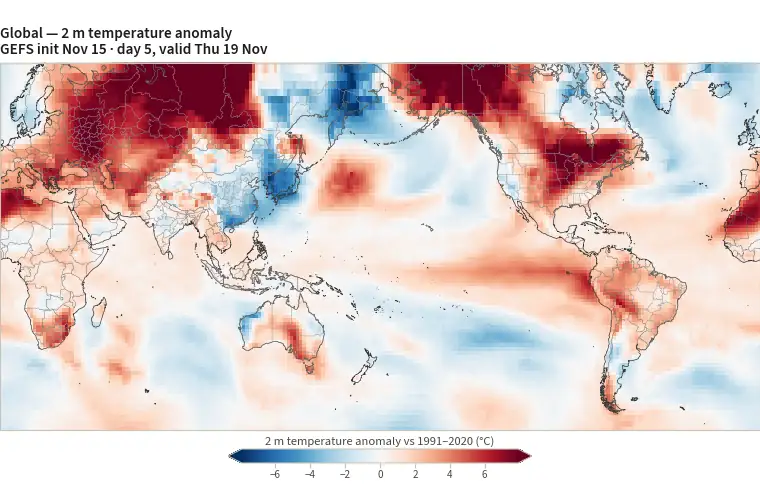 Global — 2 m temperature anomaly
GEFS init Nov 15 · day 5, valid Thu 19 Nov
2 m temperature anomaly vs 1991–2020 (°C)
−6 −4 −2 0 2 4 6